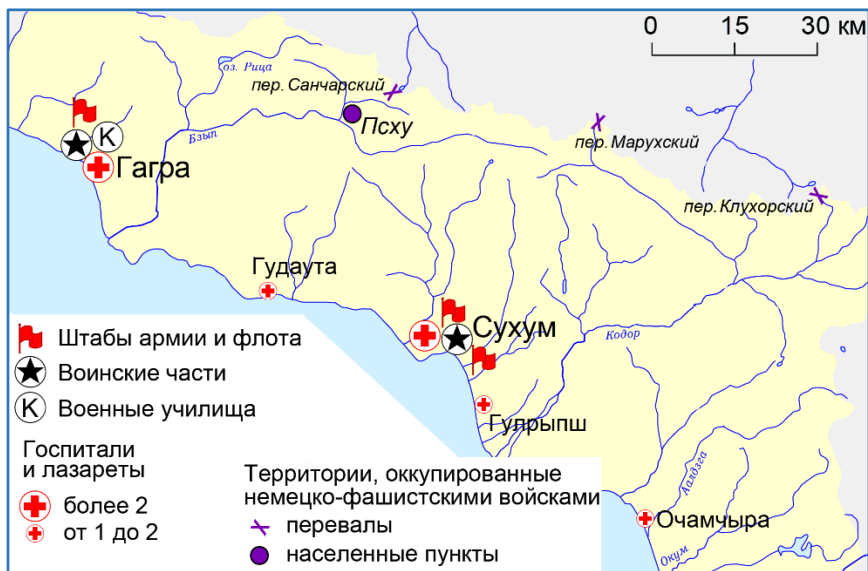 0 15 30 км
оз. Рица
пер. Санчарский
Псху
Бзып
К
Гагра
пер. Марухский
пер. Клухорский
Гудаута
Сухум
Кодор
Гулрыпш
Аалдзга
Очамчыра
Окум
Штабы армии и флота
Воинские части
К Военные училища
Госпитали
и лазареты
более 2
от 1 до 2
Территории, оккупированные
немецко-фашистскими войсками
перевалы
населенные пункты